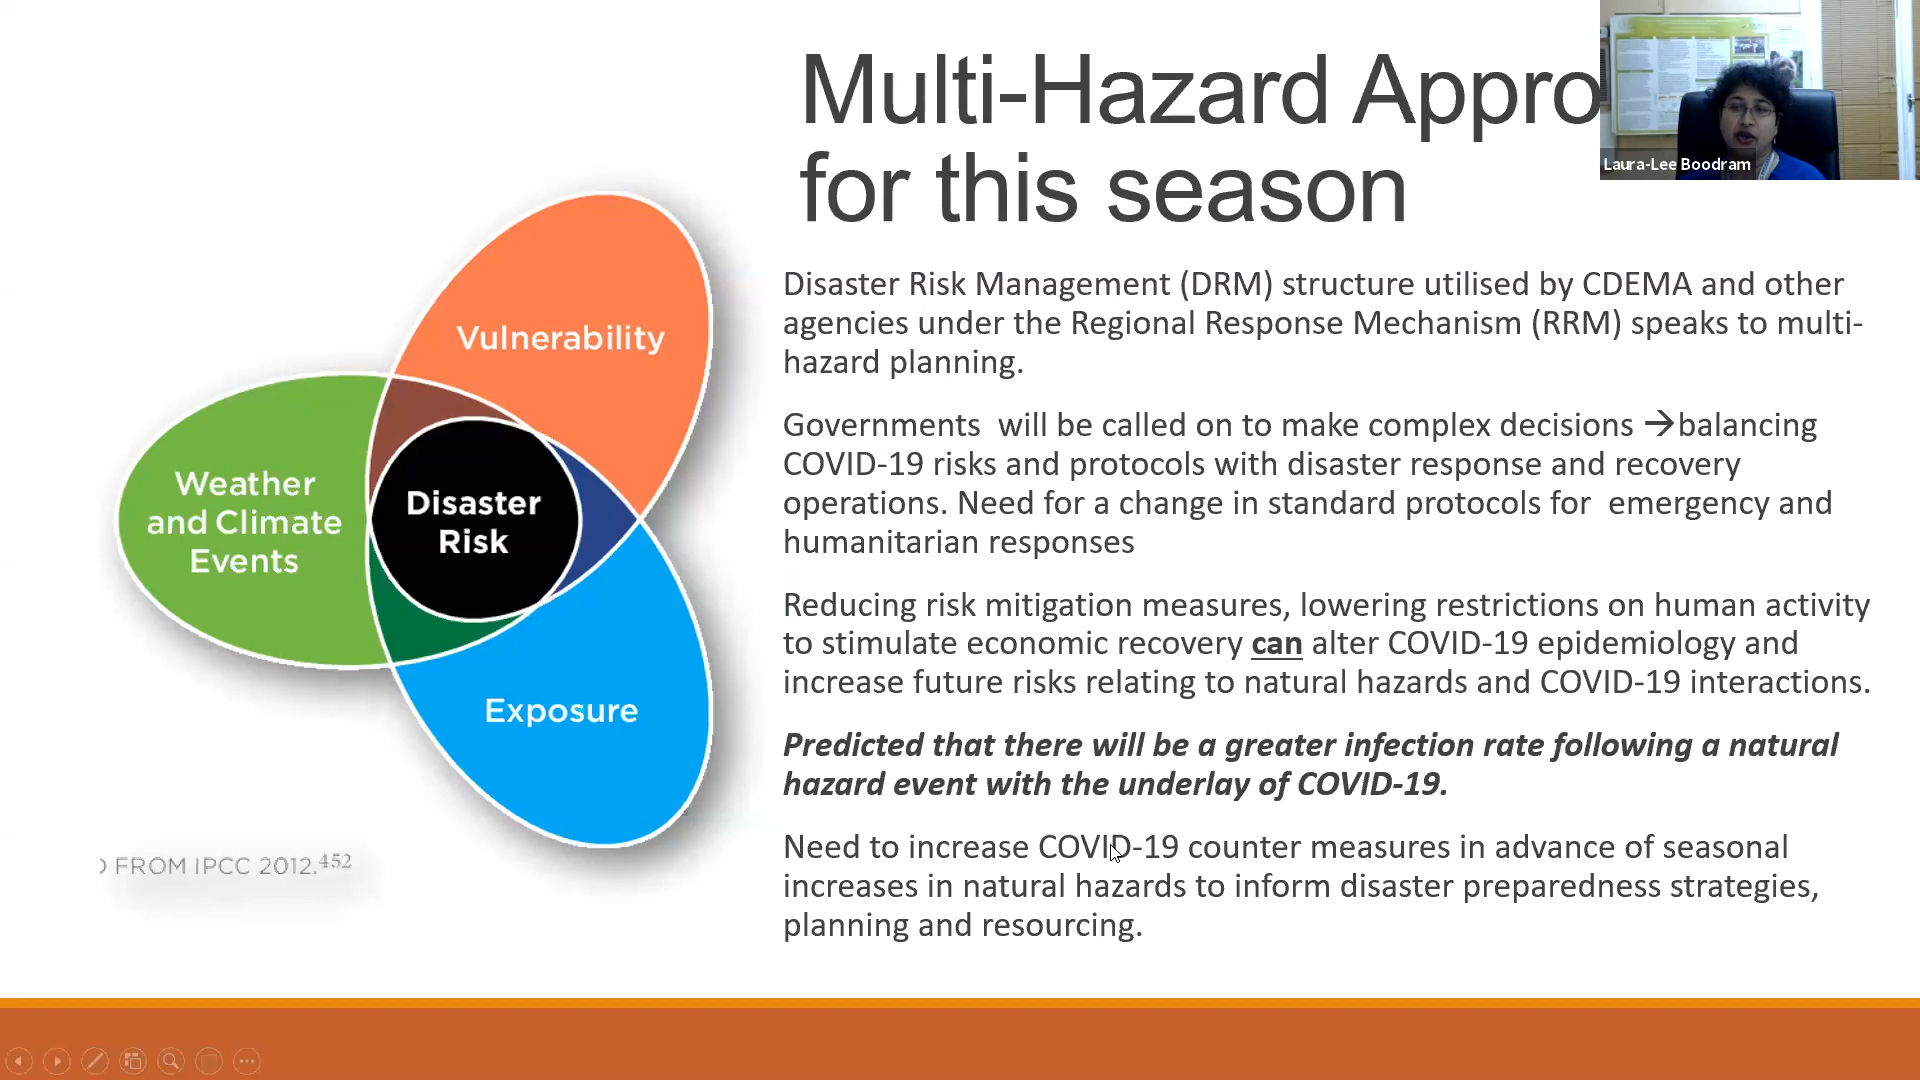 Multi-Hazard Appro
for this season
Laura-Lee Boodram
Disaster Risk Management (DRM) structure utilised by CDEMA and other
agencies under the Regional Response Mechanism (RRM) speaks to multi-
hazard planning.
Governments will be called on to make complex decisions →balancing
COVID-19 risks and protocols with disaster response and recovery
operations. Need for a change in standard protocols for emergency and
humanitarian responses
Reducing risk mitigation measures, lowering restrictions on human activity
to stimulate economic recovery can alter COVID-19 epidemiology and
increase future risks relating to natural hazards and COVID-19 interactions.
Predicted that there will be a greater infection rate following a natural
hazard event with the underlay of COVID-19.
Need to increase COVID-19 counter measures in advance of seasonal
increases in natural hazards to inform disaster preparedness strategies,
planning and resourcing.
Vulnerability
Weather
and Climate
Events
Disaster
Risk
Exposure
FROM IPCC 2012.452